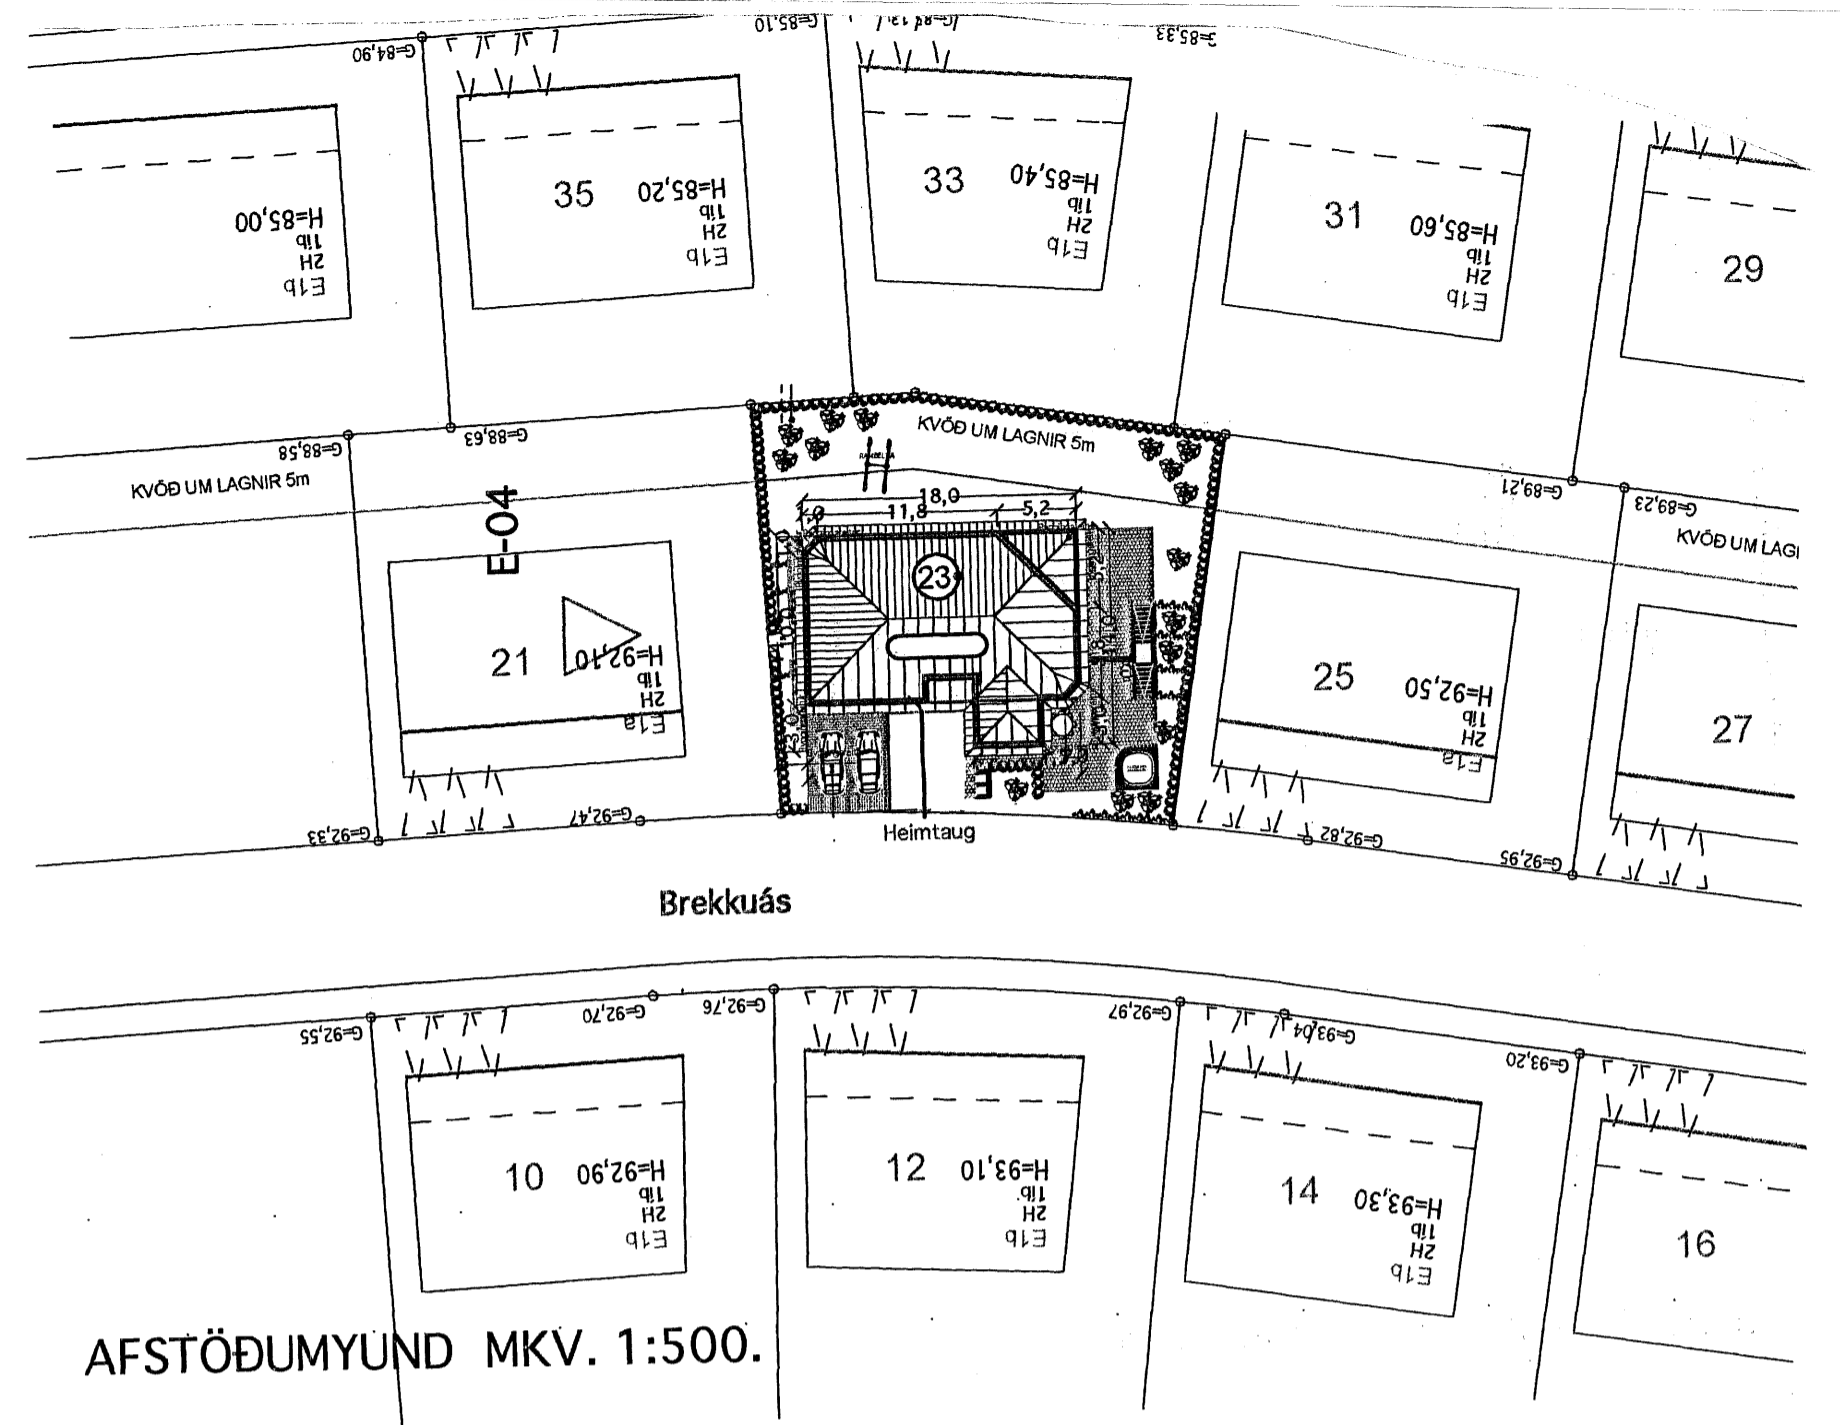 G=84,90
G=85,10
G=85,33
H=85,00
1íb
2H
E1b
35
H=85,20
1íb
2H
E1b
33
H=85,40
1íb
2H
E1b
31
H=85,60
1íb
2H
E1b
29
G=88,58
G=88,63
G=89,21
G=89,23
KVÖÐ UM LAGNIR 5m
KVÖÐ UM LAGNIR 5m
KVÖÐ UM LAGI
E-04
18,0
11,8
5,2
21
H=92,10
1íb
2H
E1a
23
25
H=92,50
1íb
2H
E1a
27
G=92,33
G=92,47
G=92,82
G=92,95
Heimtaug
Brekkuás
G=92,55
G=92,70
G=92,76
G=92,97
G=93,04
G=93,20
10
H=92,90
1íb
2H
E1b
12
H=93,10
1íb
2H
E1b
14
H=93,30
1íb
2H
E1b
16
AFSTÖÐUMYUND MKV. 1:500.